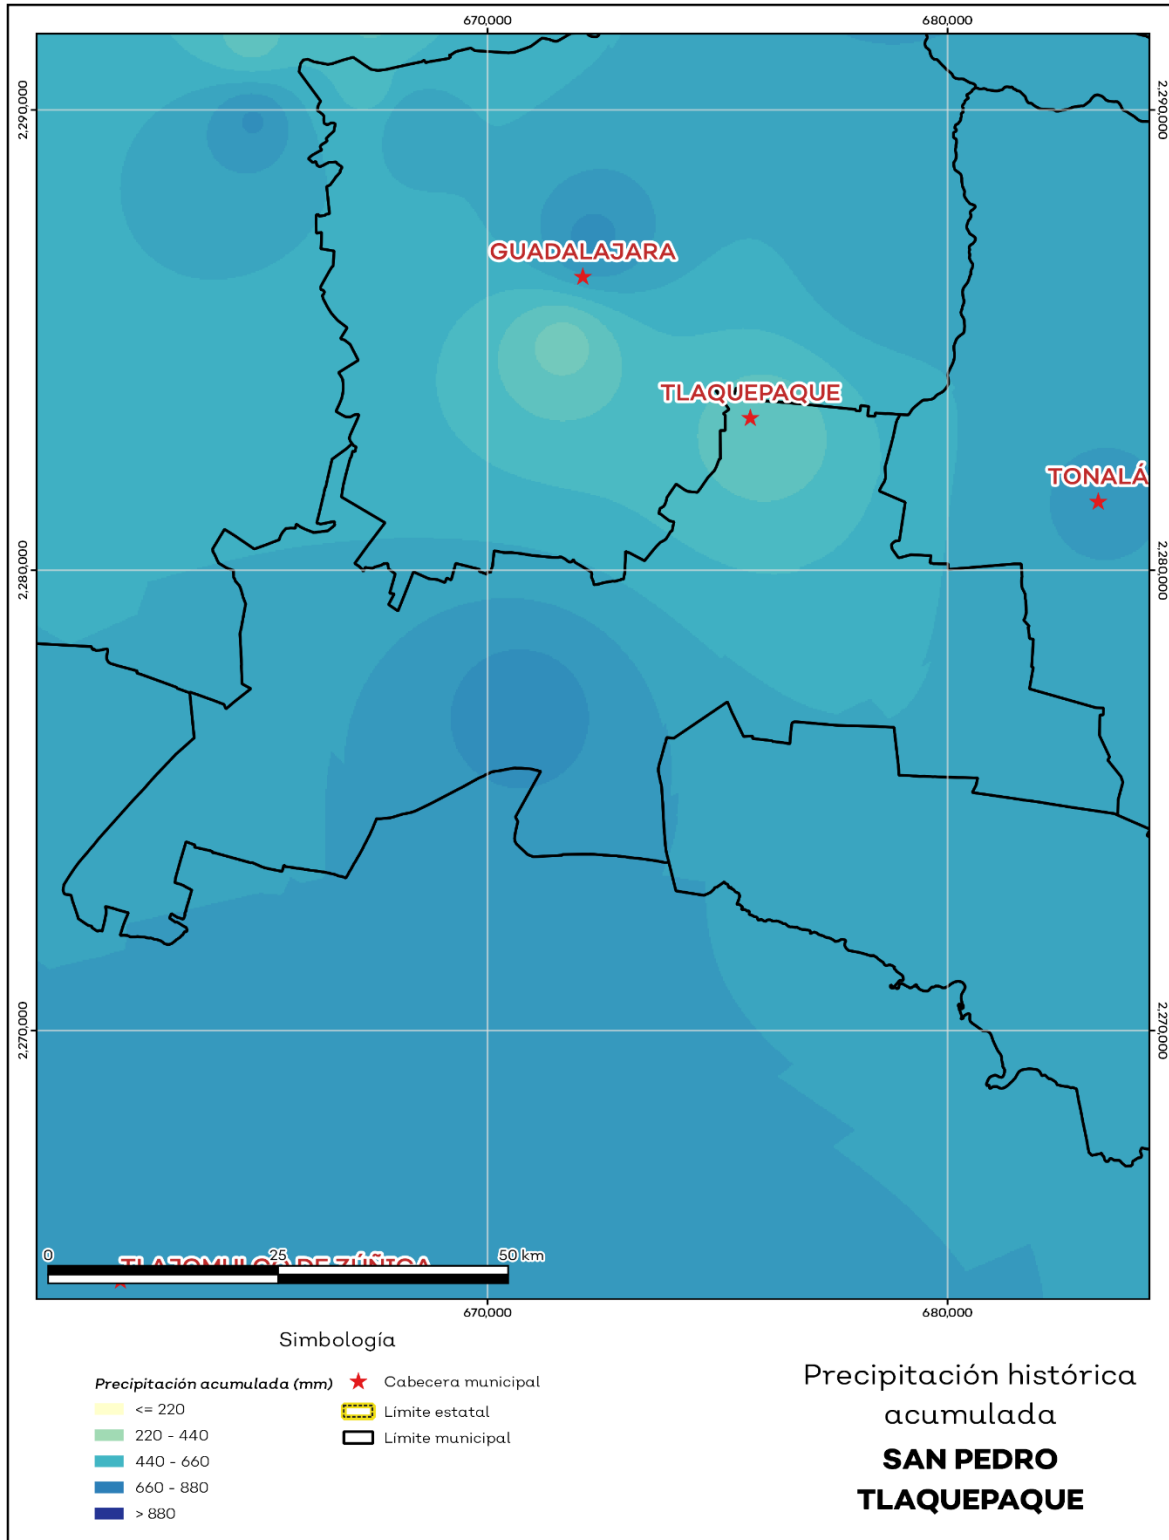 670,000 680,000
2,290,000 2,290,000
GUADALAJARA
TLAQUEPAQUE
TONALÁ
2,280,000 2,280,000
2,270,000 2,270,000
0 25 50 km
TLAJOMULCO DE ZÚÑIGA
670,000 680,000
Simbología
Precipitación acumulada (mm)
<= 220
220 - 440
440 - 660
660 - 880
> 880
Cabecera municipal
Límite estatal
Límite municipal
Precipitación histórica
acumulada
SAN PEDRO
TLAQUEPAQUE